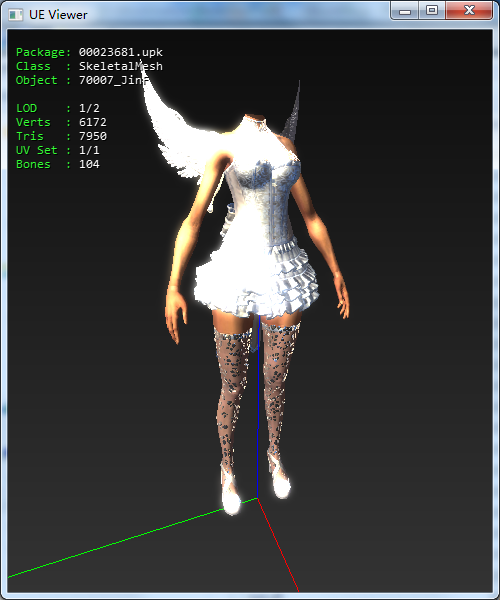 UE Viewer
Package: 00023681.upk
Class : SkeletalMesh
Object : 70007_Jine
LOD : 1/2
Verts : 6172
Tris : 7950
UV Set : 1/1
Bones : 104